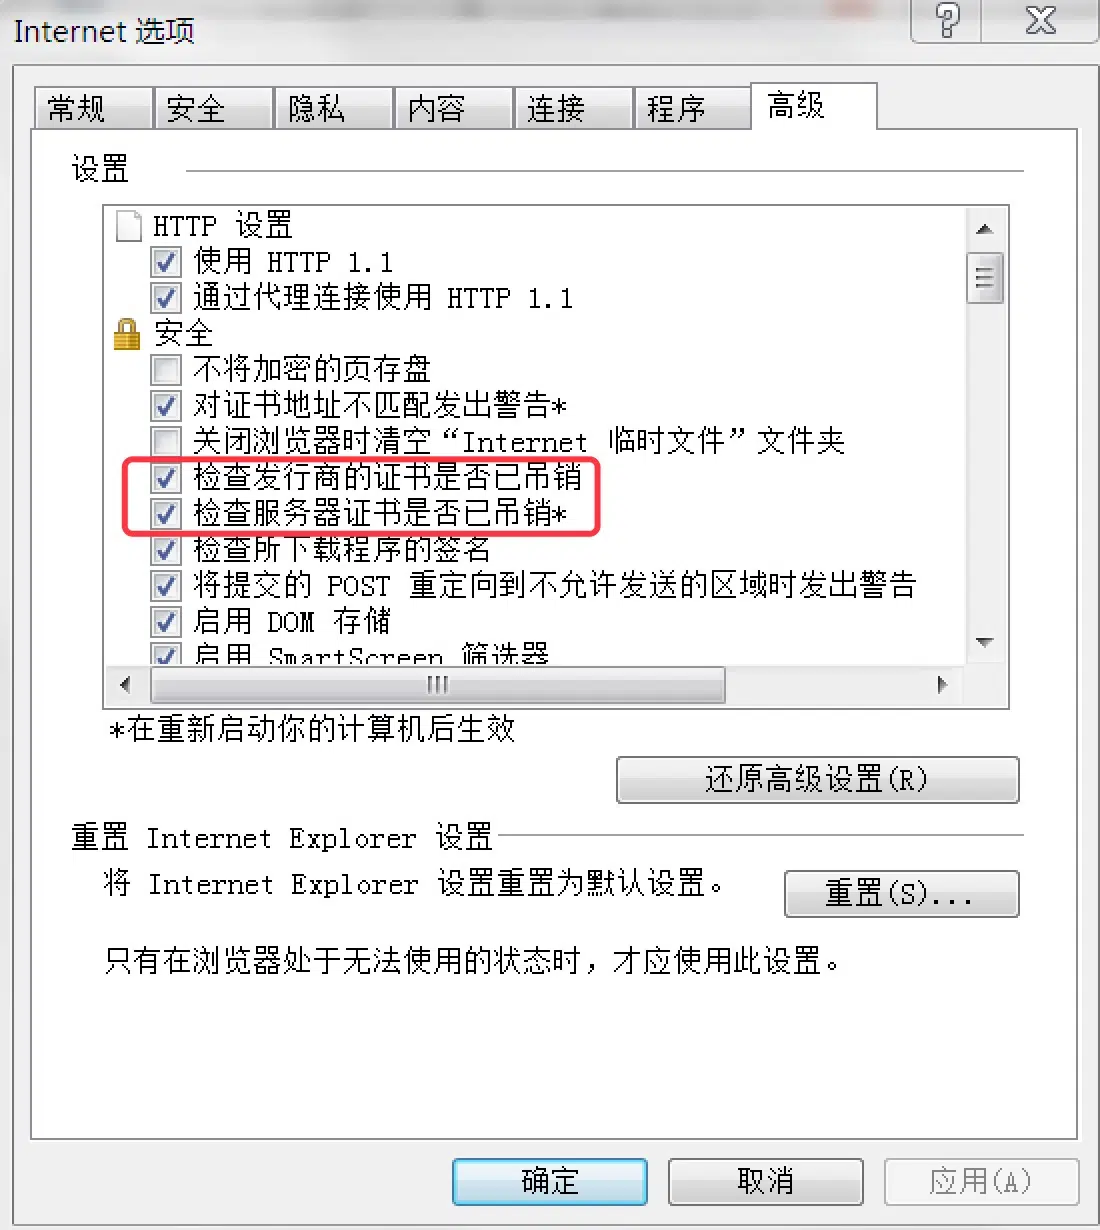 Internet 选项
常规 安全 隐私 内容 连接 程序 高级
设置
HTTP 设置
使用 HTTP 1.1
通过代理连接使用 HTTP 1.1
安全
不将加密的页存盘
对证书地址不匹配发出警告*
关闭浏览器时清空“Internet 临时文件”文件夹
检查发行商的证书是否已吊销
检查服务器证书是否已吊销*
检查所下载程序的签名
将提交的 POST 重定向到不允许发送的区域时发出警告
启用 DOM 存储
启用 SmartScreen 筛选器
*在重新启动你的计算机后生效
还原高级设置(R)
重置 Internet Explorer 设置
将 Internet Explorer 设置重置为默认设置。
重置(S)...
只有在浏览器处于无法使用的状态时，才应使用此设置。
确定 取消 应用(A)